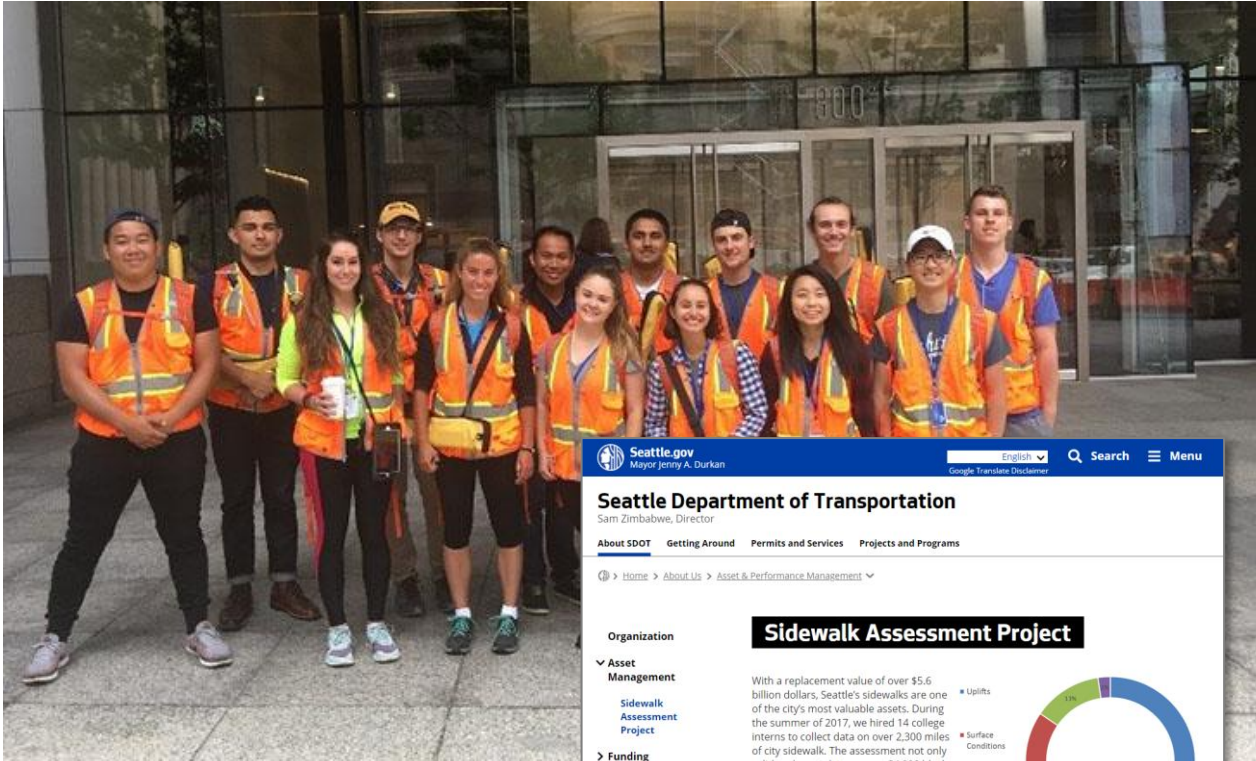 800
Seattle.gov
Mayor Jenny A. Durkan
English
Google Translate Disclaimer
Search
Menu
Seattle Department of Transportation
Sam Zimbabwe, Director
About SDOT Getting Around Permits and Services Projects and Programs
Home > About Us > Asset & Performance Management
Organization
Asset
Management
Sidewalk
Assessment
Project
> Funding
Sidewalk Assessment Project
With a replacement value of over $5.6
billion dollars, Seattle's sidewalks are one
of the city's most valuable assets. During
the summer of 2017, we hired 14 college
interns to collect data on over 2,300 miles
of city sidewalk. The assessment not only
Uplifts
Surface
Conditions
13%